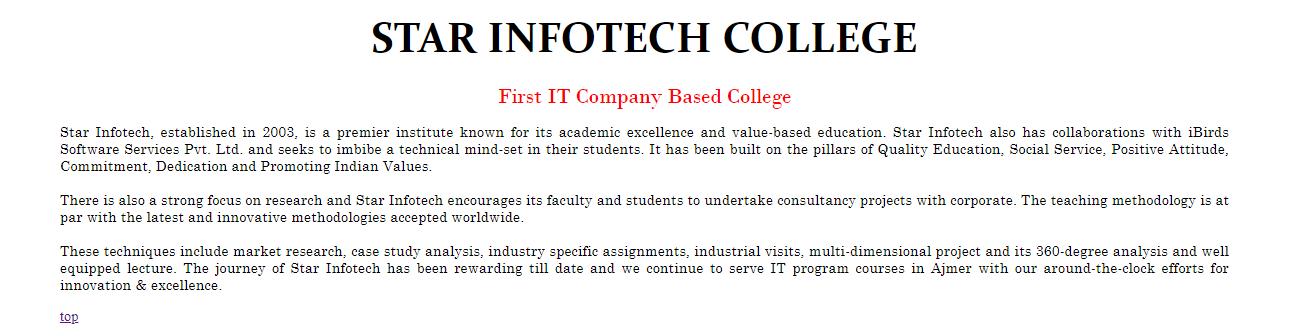 STAR INFOTECH COLLEGE
First IT Company Based College
Star Infotech, established in 2003, is a premier institute known for its academic excellence and value-based education. Star Infotech also has collaborations with iBirds
Software Services Pvt. Ltd. and seeks to imbibe a technical mind-set in their students. It has been built on the pillars of Quality Education, Social Service, Positive Attitude,
Commitment, Dedication and Promoting Indian Values.
There is also a strong focus on research and Star Infotech encourages its faculty and students to undertake consultancy projects with corporate. The teaching methodology is at
par with the latest and innovative methodologies accepted worldwide.
These techniques include market research, case study analysis, industry specific assignments, industrial visits, multi-dimensional project and its 360-degree analysis and well
equipped lecture. The journey of Star Infotech has been rewarding till date and we continue to serve IT program courses in Ajmer with our around-the-clock efforts for
innovation & excellence.
top